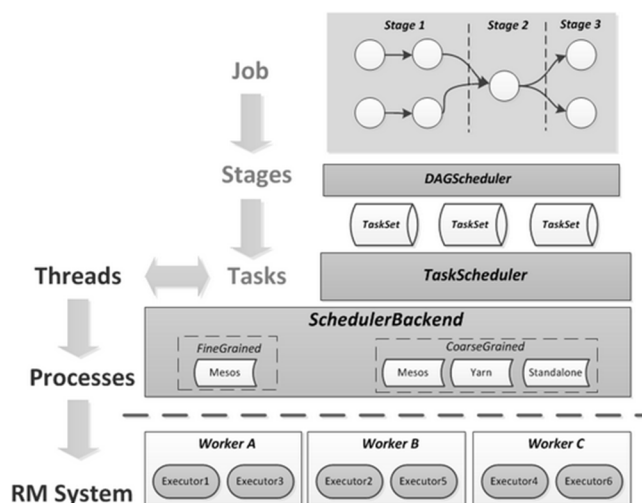 Stage 1 Stage 2 Stage 3
Job
Stages
DAGScheduler
TaskSet TaskSet TaskSet
Threads Tasks
TaskScheduler
SchedulerBackend
FineGrained CoarseGrained
Mesos Mesos Yarn Standalone
Processes
Worker A Worker B Worker C
Executor1 Executor3 Executor2 Executor5 Executor4 Executor6
RM System